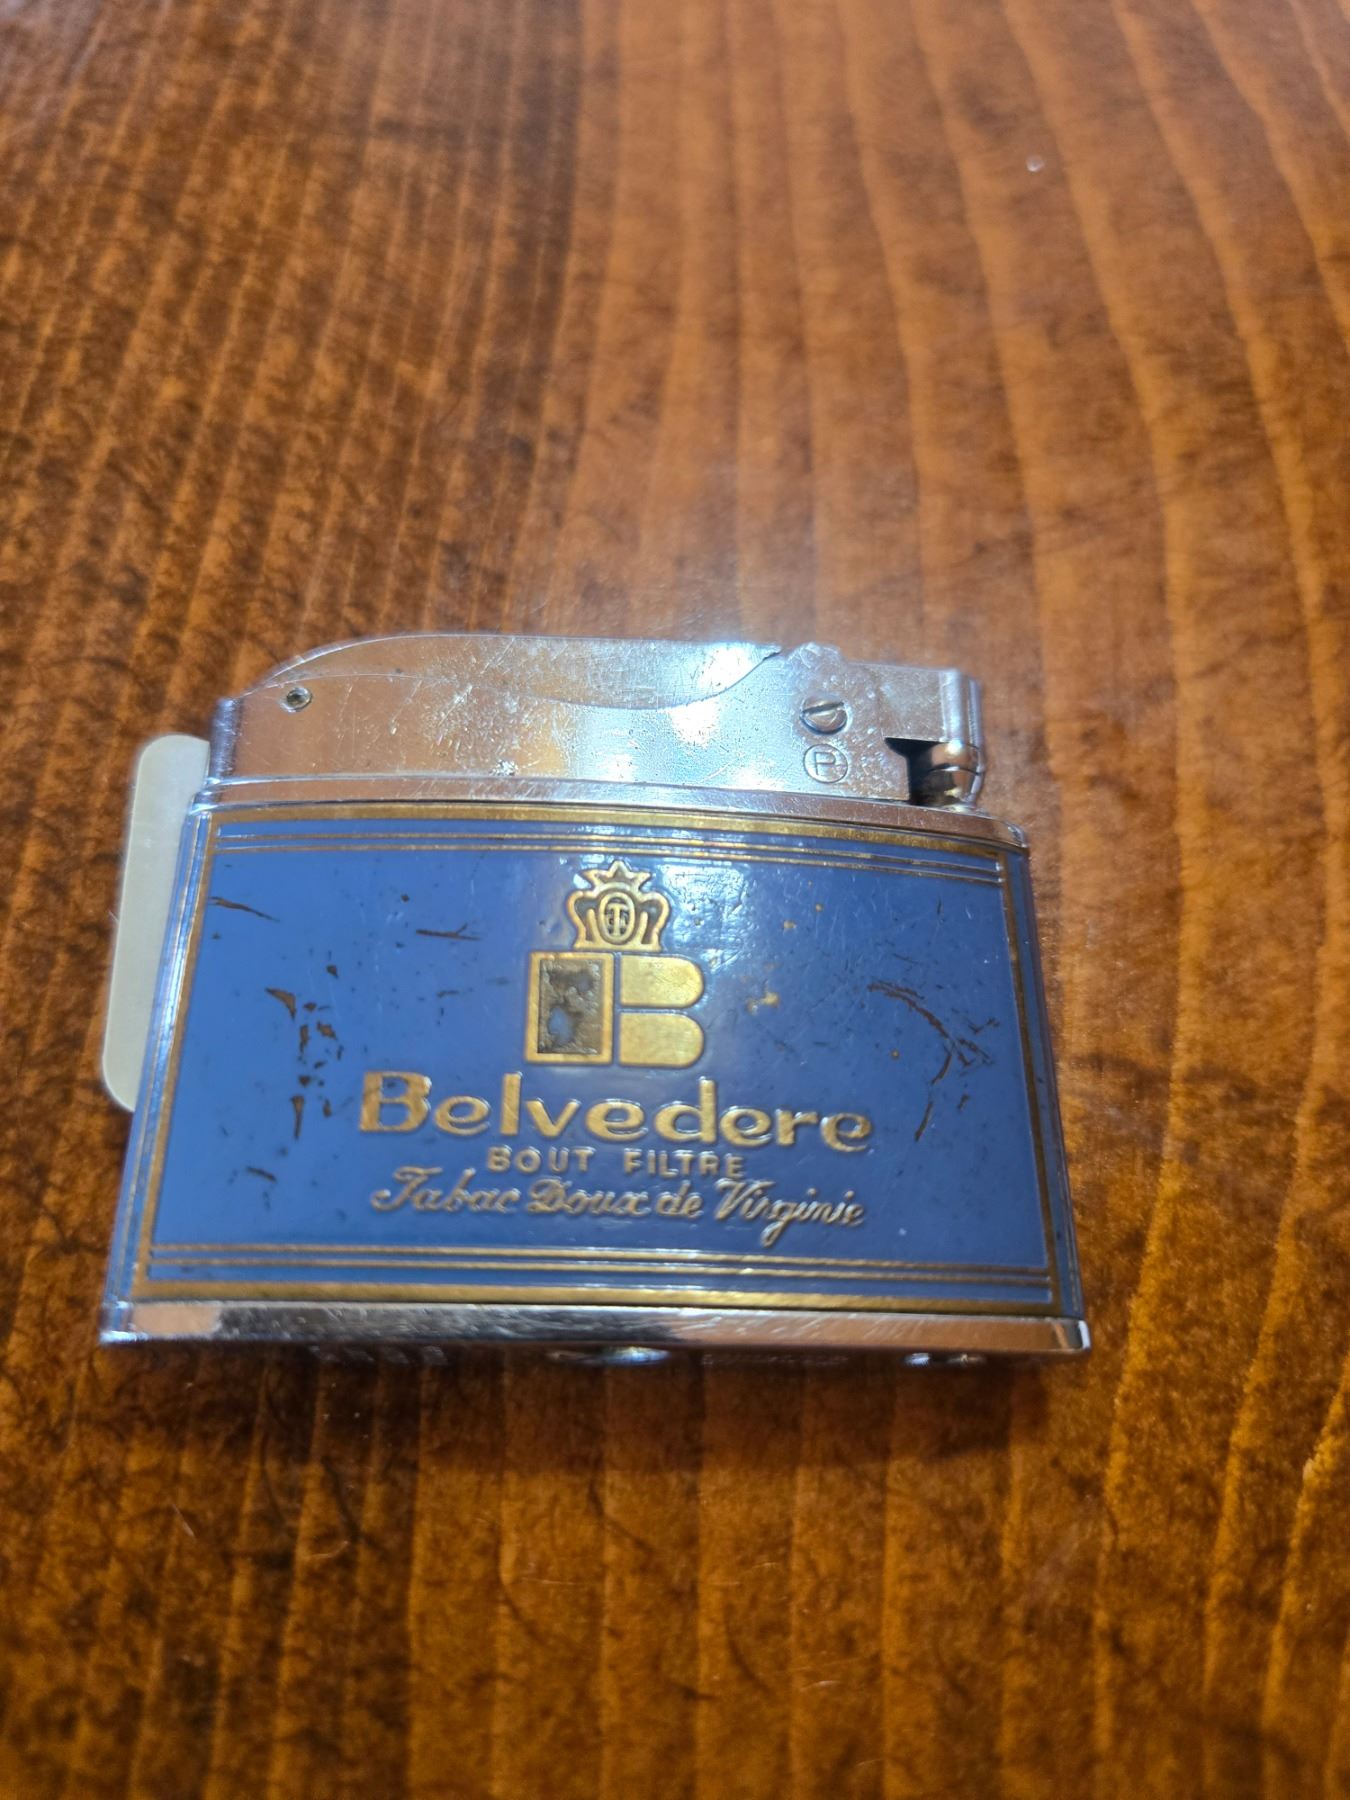 P
B
Belvedere
BOUT FILTRE
Tabac Doux de Virginie